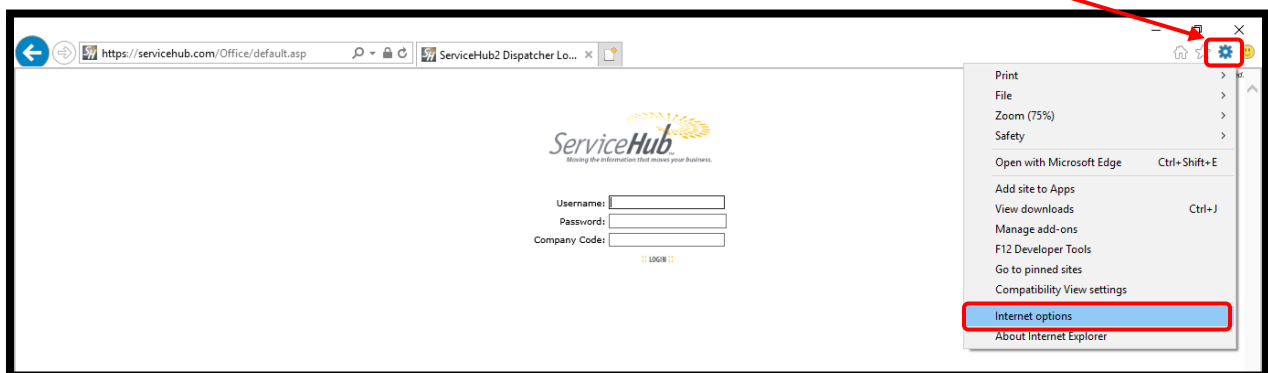 https://servicehub.com/Office/default.asp
ServiceHub2 Dispatcher Lo...
ServiceHub
Moving the information that moves your business.
Username:
Password:
Company Code:
:: LOGIN ::
Print
File
Zoom (75%)
Safety
Open with Microsoft Edge Ctrl+Shift+E
Add site to Apps
View downloads Ctrl+J
Manage add-ons
F12 Developer Tools
Go to pinned sites
Compatibility View settings
Internet options
About Internet Explorer